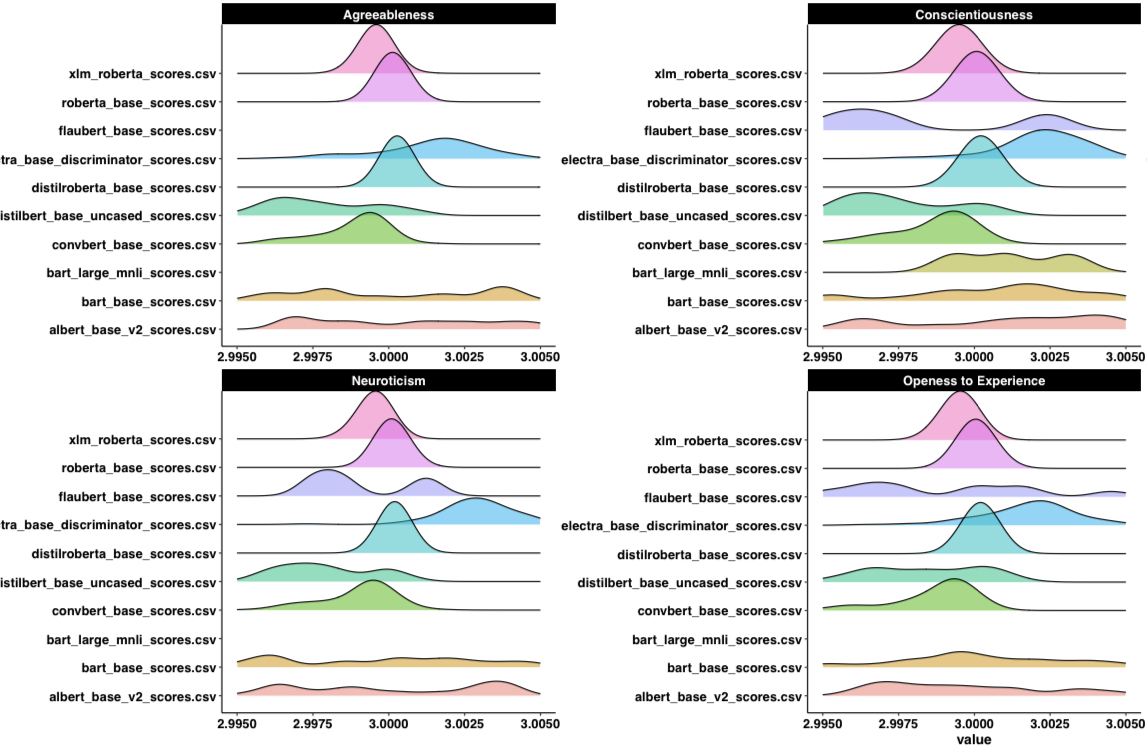 Agreeableness
xlm_roberta_scores.csv
roberta_base_scores.csv
flaubert_base_scores.csv
tra_base_discriminator_scores.csv
distilroberta_base_scores.csv
istilbert_base_uncased_scores.csv
convbert_base_scores.csv
bart_large_mnli_scores.csv
bart_base_scores.csv
albert_base_v2_scores.csv
2.9950 2.9975 3.0000 3.0025 3.0050
Conscientiousness
xlm_roberta_scores.csv
roberta_base_scores.csv
flaubert_base_scores.csv
electra_base_discriminator_scores.csv
distilroberta_base_scores.csv
distilbert_base_uncased_scores.csv
convbert_base_scores.csv
bart_large_mnli_scores.csv
bart_base_scores.csv
albert_base_v2_scores.csv
2.9950 2.9975 3.0000 3.0025 3.0050
Neuroticism
xlm_roberta_scores.csv
roberta_base_scores.csv
flaubert_base_scores.csv
tra_base_discriminator_scores.csv
distilroberta_base_scores.csv
istilbert_base_uncased_scores.csv
convbert_base_scores.csv
bart_large_mnli_scores.csv
bart_base_scores.csv
albert_base_v2_scores.csv
2.9950 2.9975 3.0000 3.0025 3.0050
Openess to Experience
xlm_roberta_scores.csv
roberta_base_scores.csv
flaubert_base_scores.csv
electra_base_discriminator_scores.csv
distilroberta_base_scores.csv
distilbert_base_uncased_scores.csv
convbert_base_scores.csv
bart_large_mnli_scores.csv
bart_base_scores.csv
albert_base_v2_scores.csv
2.9950 2.9975 3.0000 3.0025 3.0050
value